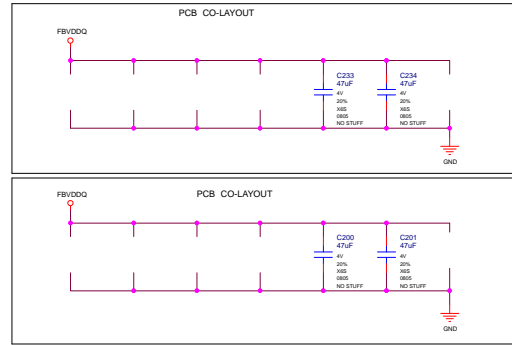 PCB CO-LAYOUT
FBVDDQ
C233
47uF
4V
20%
X6S
0805
NO STUFF
C234
47uF
4V
20%
X6S
0805
NO STUFF
GND
PCB CO-LAYOUT
FBVDDQ
C200
47uF
4V
20%
X6S
0805
NO STUFF
C201
47uF
4V
20%
X6S
0805
NO STUFF
GND